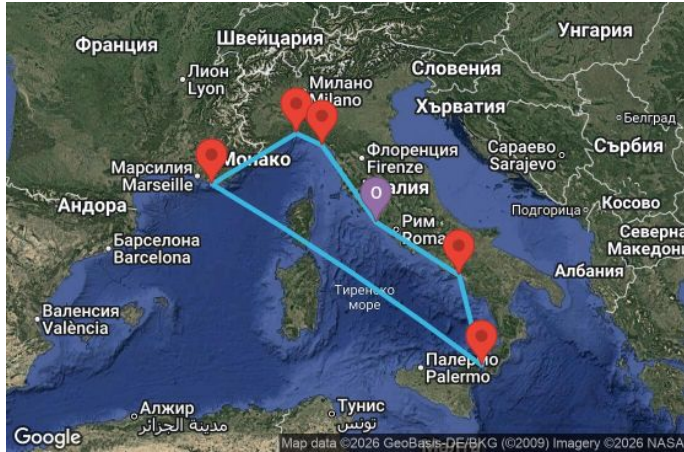 Франция
Швейцария
Унгария
Лион
Lyon
Милано
Milano
Словения
Хърватия
Белград
Монако
Флоренция
Firenze
Сараево
Sarajevo
Сърбия
Марсилия
Marseille
Италия
Андора
Рим
Roma
Подгорица
Косово
Северна
Македони
Барселона
Barcelona
Албания
Тиренско
море
Валенсия
València
Палермо
Palermo
Алжир
مدينة الجزائر
Тунис
تونس
O
Google
Map data ©2026 GeoBasis-DE/BKG (©2009) Imagery ©2026 NASA